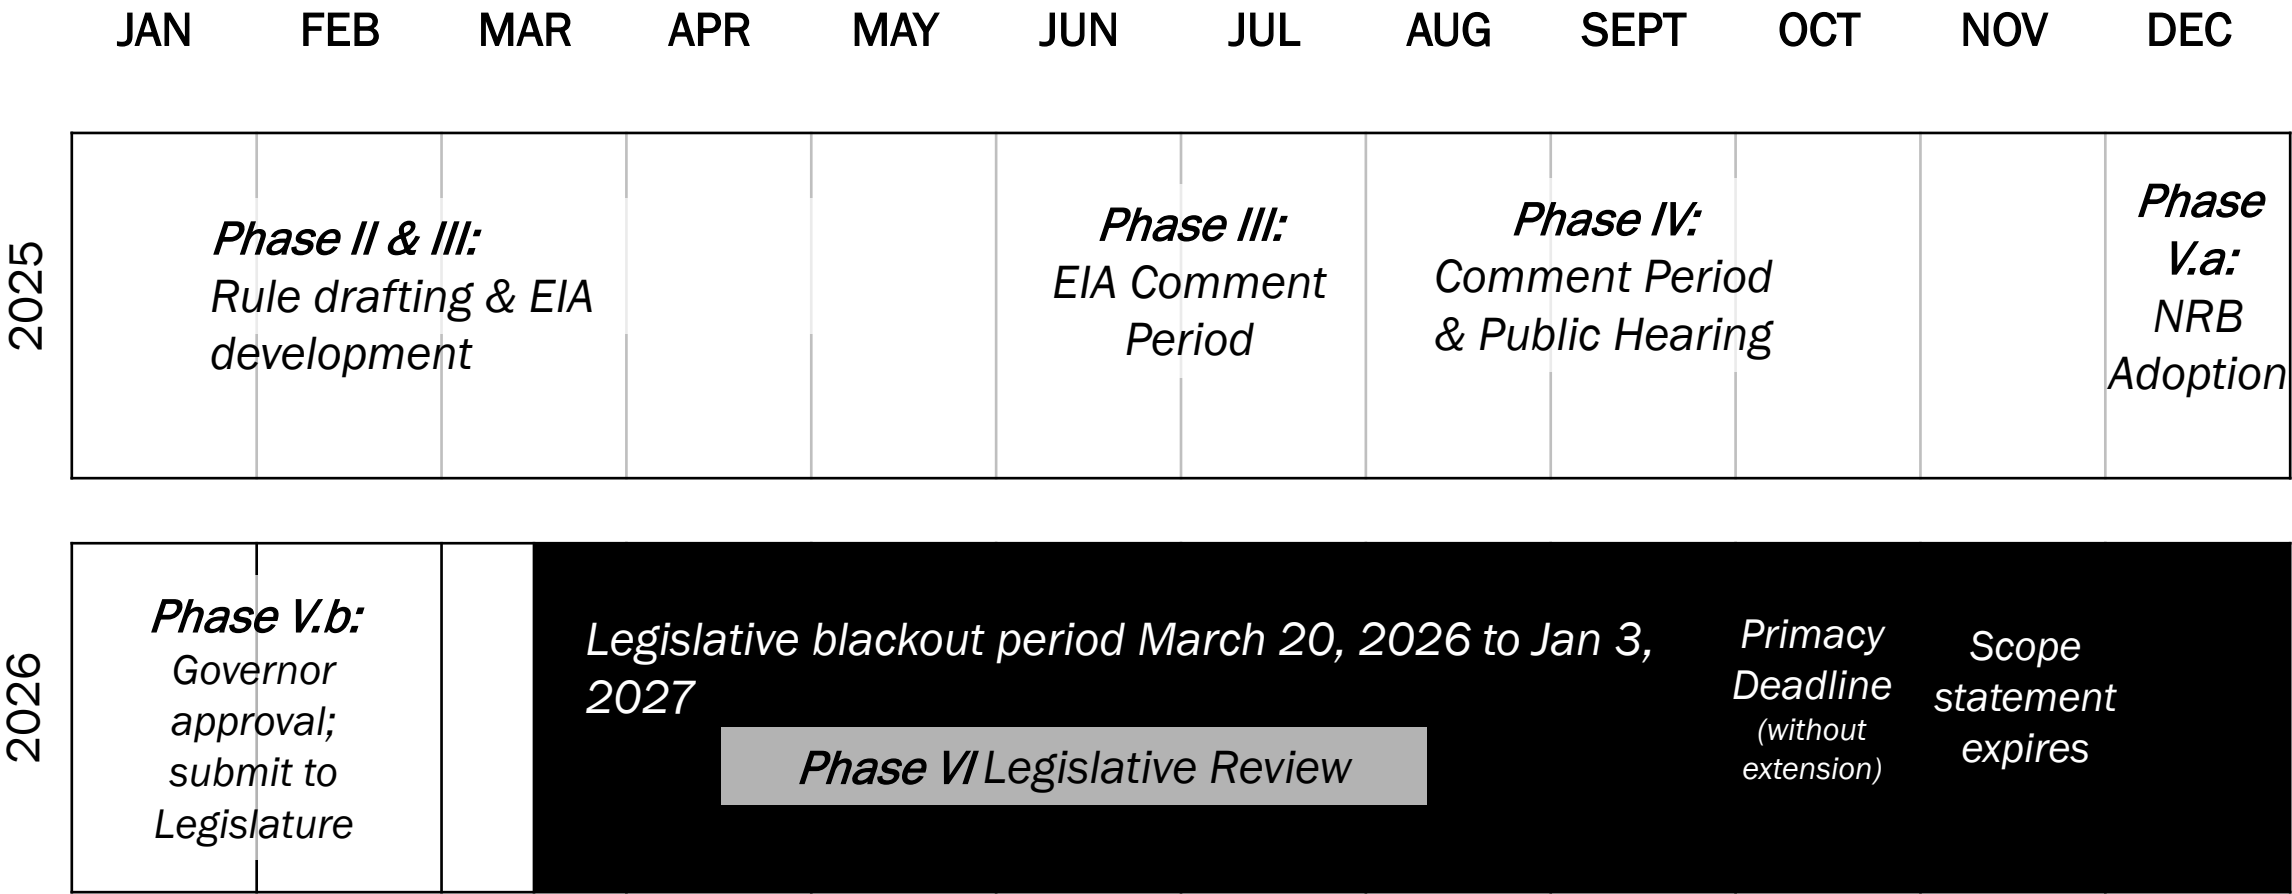 JAN FEB MAR APR MAY JUN JUL AUG SEPT OCT NOV DEC
2025
Phase II & III:
Rule drafting & EIA
development
Phase III:
EIA Comment
Period
Phase IV:
Comment Period
& Public Hearing
Phase
V.a:
NRB
Adoption
2026
Phase V.b:
Governor
approval;
submit to
Legislature
Legislative blackout period March 20, 2026 to Jan 3,
2027
Phase VI Legislative Review
Primacy
Deadline
(without
extension)
Scope
statement
expires